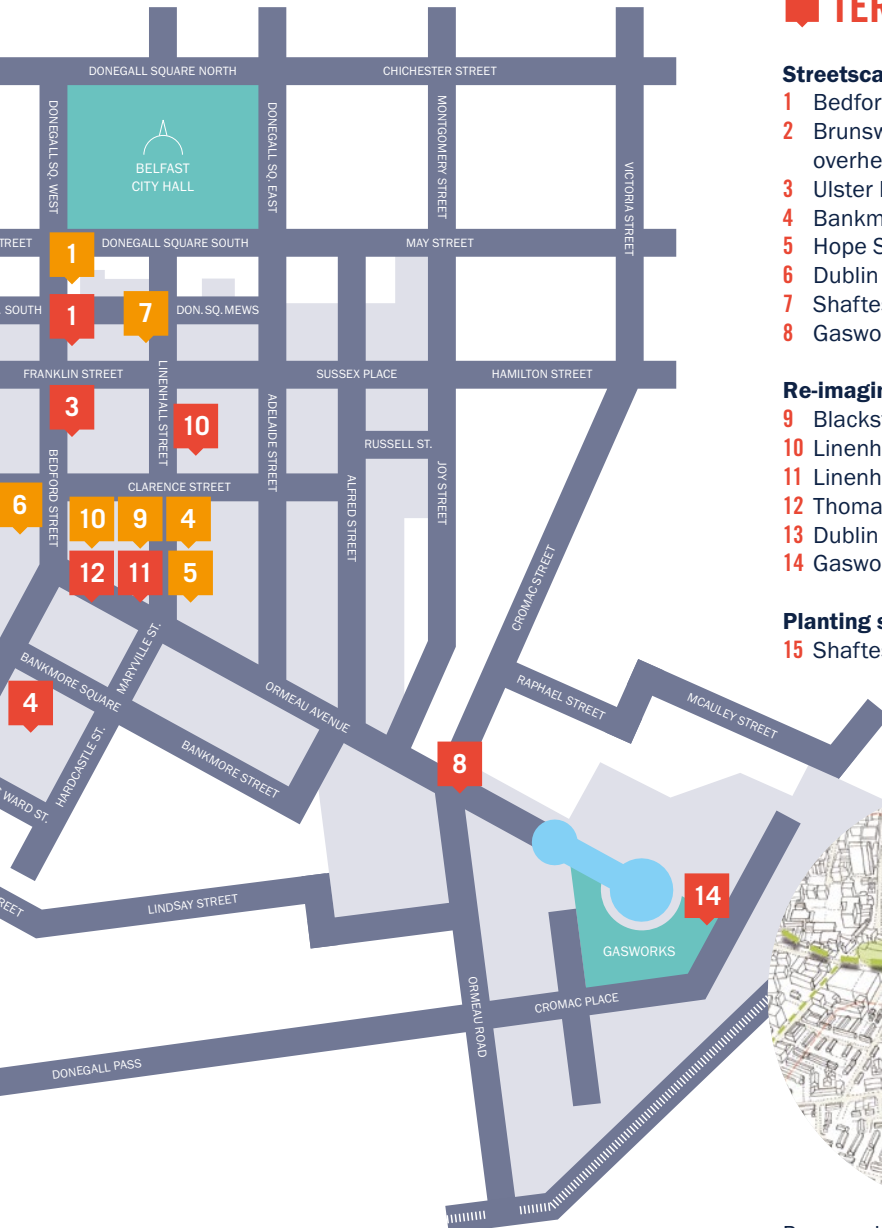 DONEGALL SQUARE NORTH
CHICHESTER STREET
DONEGALL SQ. WEST
BELFAST
CITY HALL
DONEGALL SQ. EAST
MONTGOMERY STREET
VICTORIA STREET
TREET
DONEGALL SQUARE SOUTH
MAY STREET
1
SOUTH
1
7
DON. SQ. MEWS
FRANKLIN STREET
LINENHALL STREET
SUSSEX PLACE
HAMILTON STREET
3
10
ADELAIDE STREET
RUSSELL ST.
BEDFORD STREET
CLARENCE STREET
ALFRED STREET
JOY STREET
6
10
9
4
12
11
5
CROMAC STREET
MARYVILLE ST.
BANKMORE SQUARE
4
ORMEAU AVENUE
RAPHAEL STREET
MCAULEY STREET
HARDCASTLE ST.
BANKMORE STREET
8
WARD ST.
REET
LINDSAY STREET
14
GASWORKS
ORMEAU ROAD
CROMAC PLACE
DONEGALL PASS
TER
Streetsca
1 Bedfor
2 Brunsw
overhe
3 Ulster
4 Bankm
5 Hope S
6 Dublin
7 Shafte
8 Gaswo
Re-imagin
9 Blacks
10 Linenh
11 Linenh
12 Thoma
13 Dublin
14 Gaswo
Planting s
15 Shafte